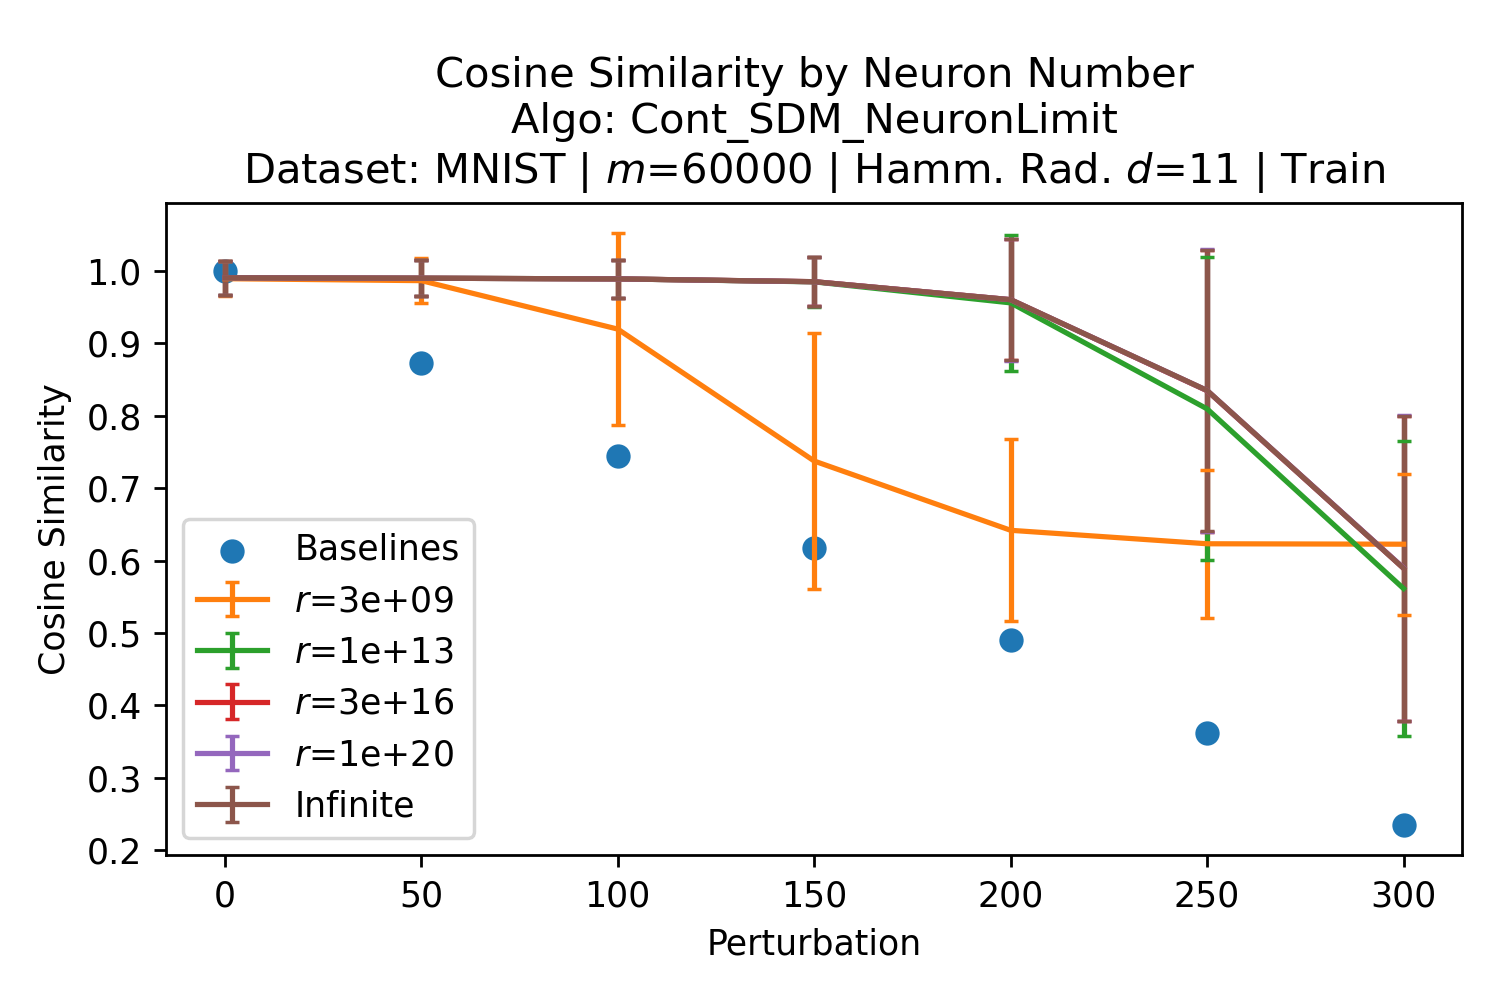 Cosine Similarity by Neuron Number
Algo: Cont_SDM_NeuronLimit
Dataset: MNIST | m=60000 | Hamm. Rad. d=11 | Train
Cosine Similarity
1.0
0.9
0.8
0.7
0.6
0.5
0.4
0.3
0.2
Baselines
r=3e+09
r=1e+13
r=3e+16
r=1e+20
Infinite
0 50 100 150 200 250 300
Perturbation